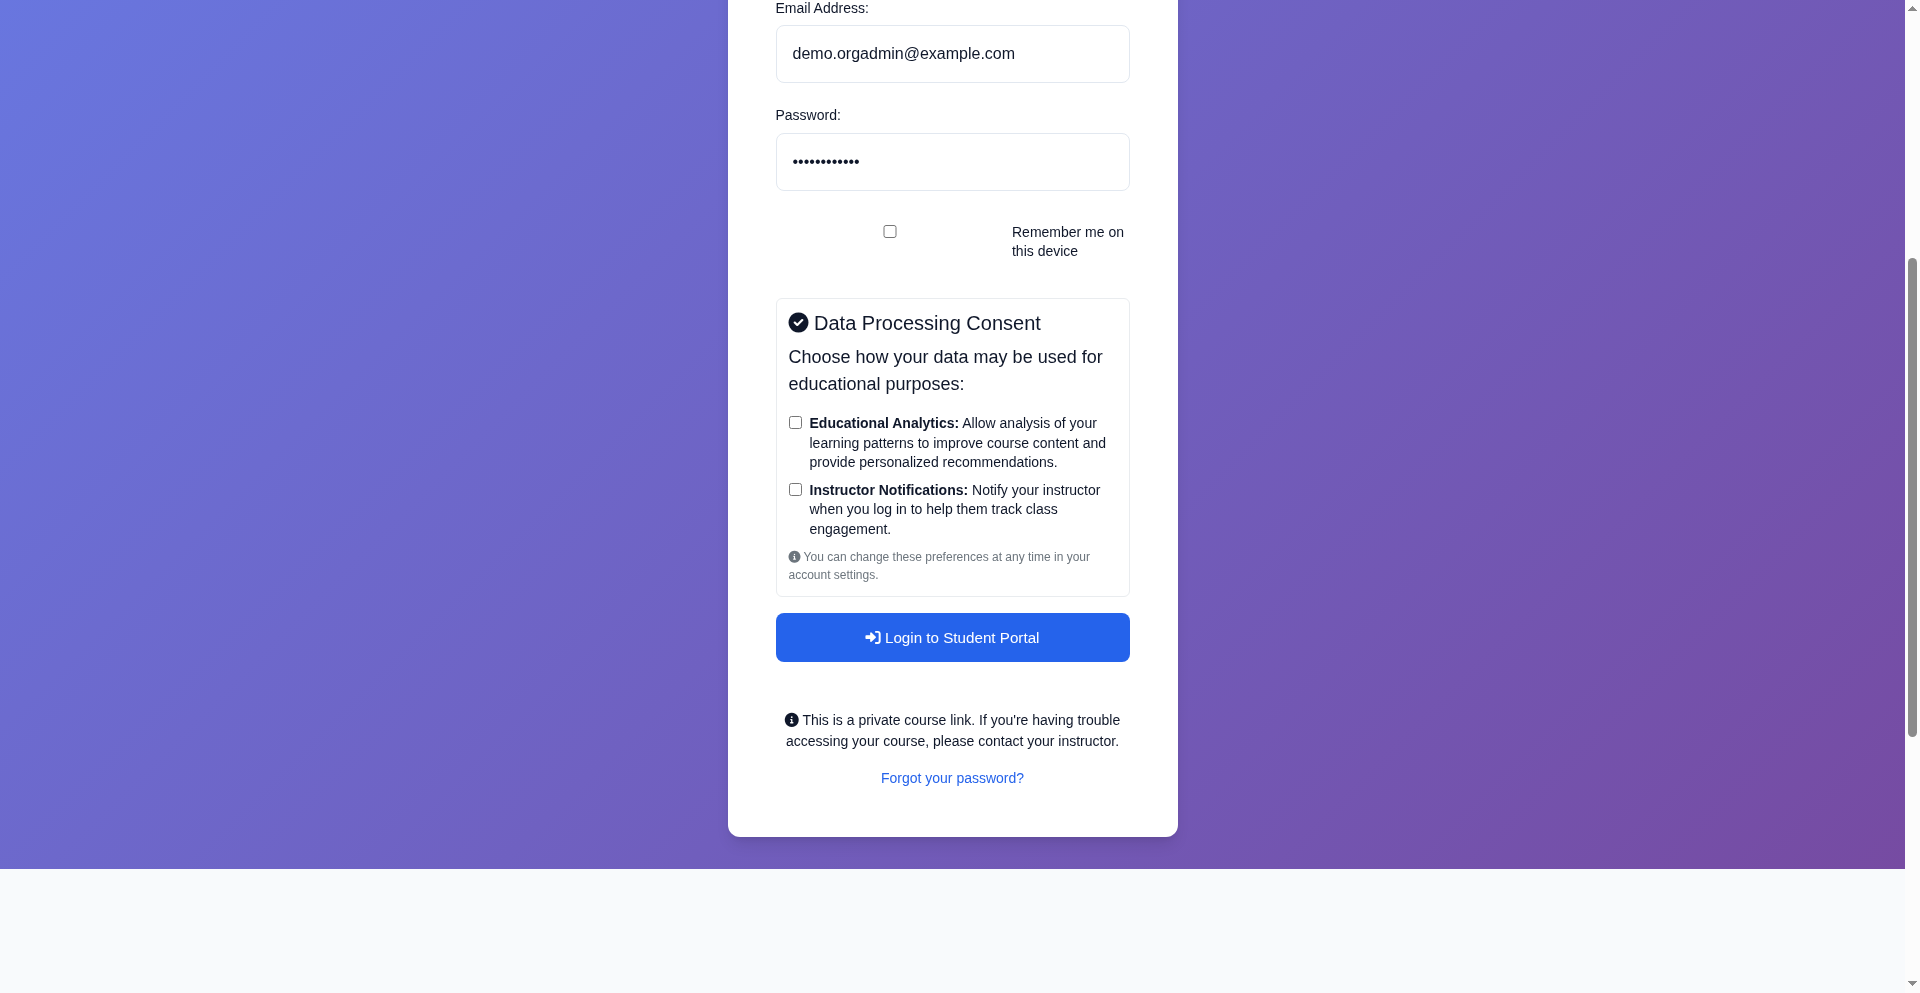 Email Address:
demo.orgadmin@example.com
Password:
••••••••••••
Remember me on
this device
Data Processing Consent
Choose how your data may be used for
educational purposes:
Educational Analytics: Allow analysis of your
learning patterns to improve course content and
provide personalized recommendations.
Instructor Notifications: Notify your instructor
when you log in to help them track class
engagement.
You can change these preferences at any time in your
account settings.
Login to Student Portal
This is a private course link. If you're having trouble
accessing your course, please contact your instructor.
Forgot your password?